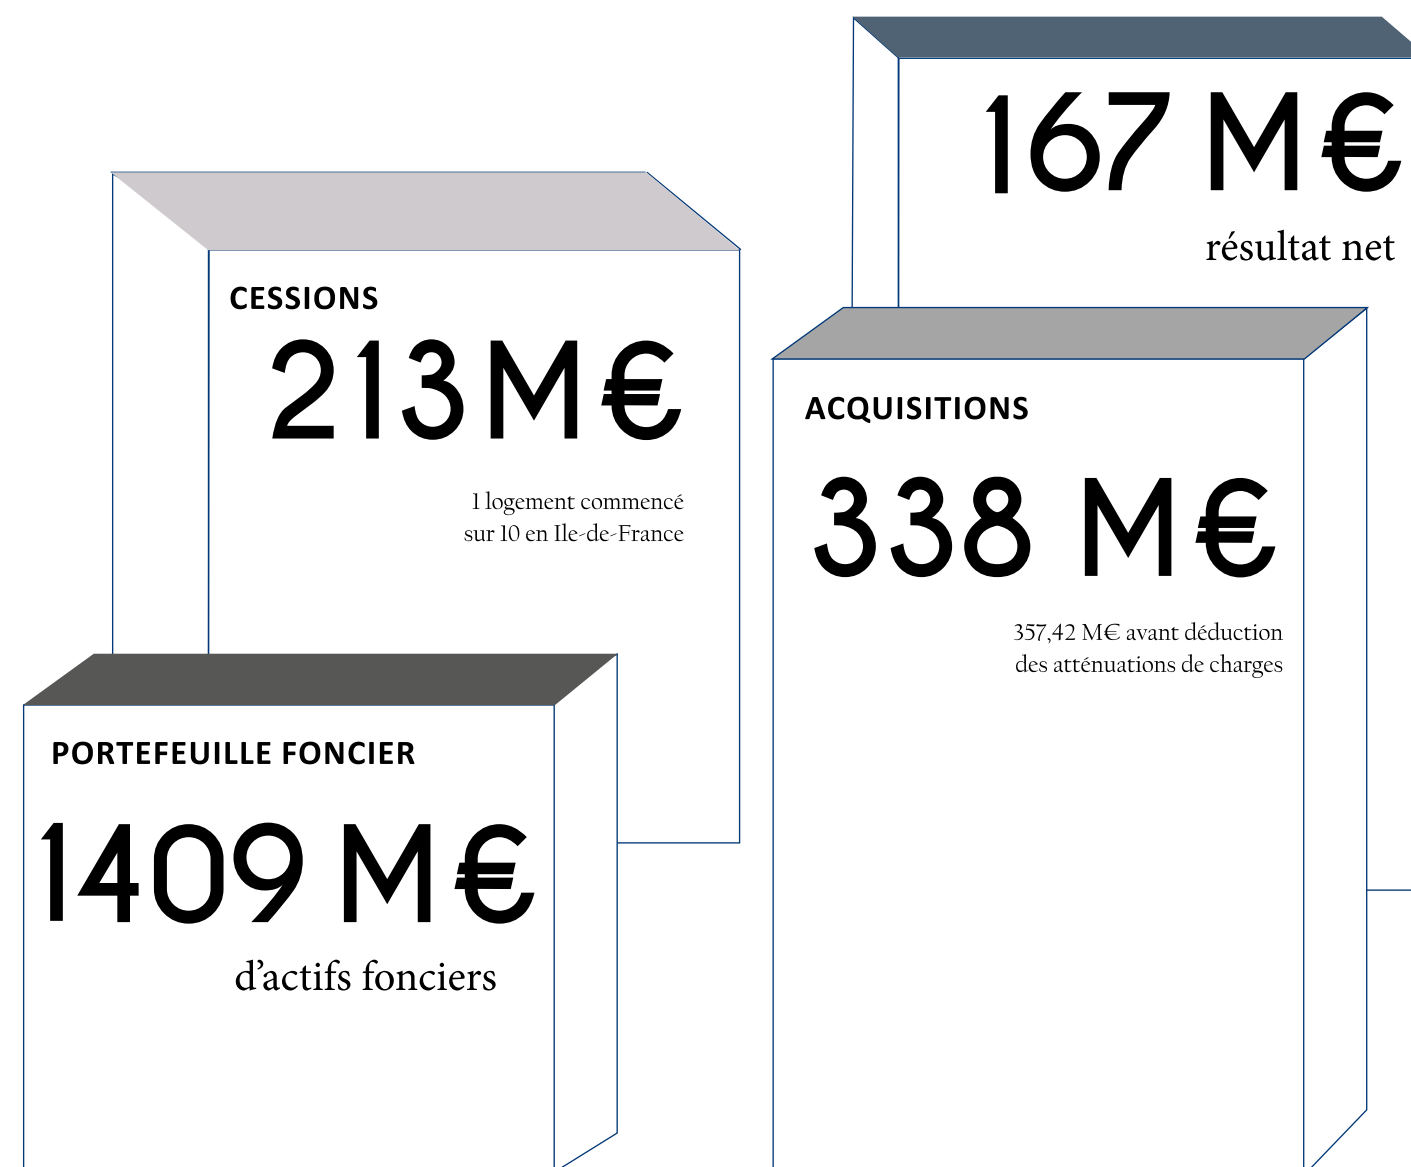 167 M€
résultat net
CESSIONS
213 M€
1 logement commencé
sur 10 en Ile-de-France
ACQUISITIONS
338 M€
357,42 M€ avant déduction
des atténuations de charges
PORTEFEUILLE FONCIER
1409 M€
d’actifs fonciers